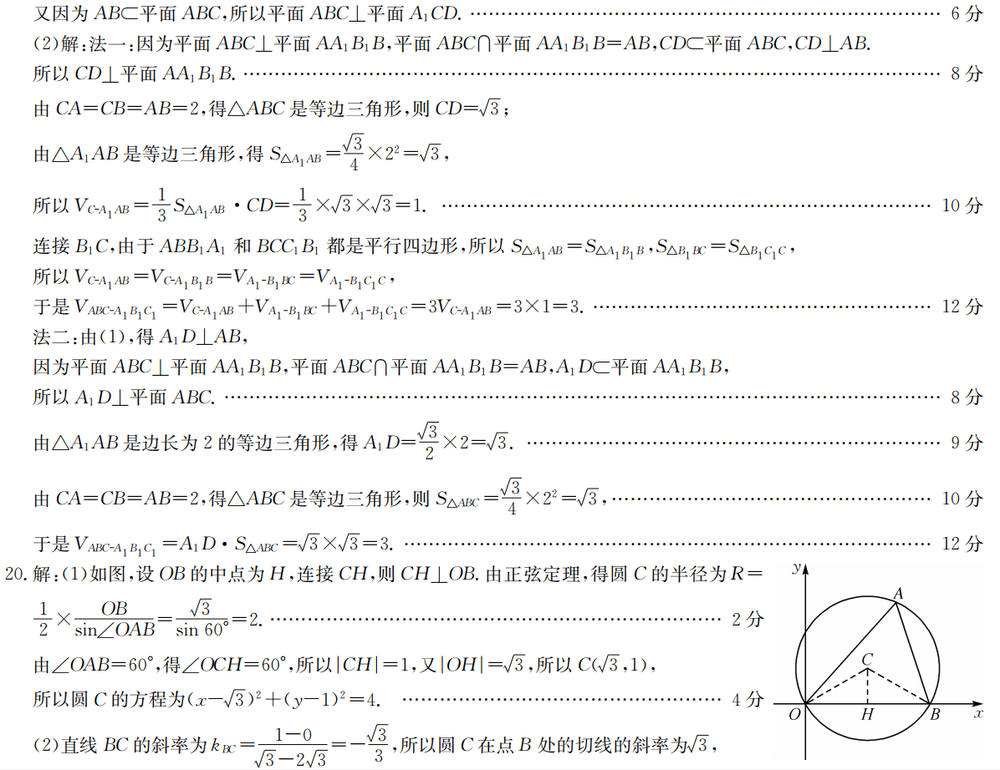 又因为 AB⊂平面 ABC,所以平面 ABC⊥平面 A₁CD. …… 6 分
(2)解:法一:因为平面 ABC⊥平面 AA₁B₁B,平面 ABC∩平面 AA₁B₁B=AB,CD⊂平面 ABC,CD⊥AB.
所以 CD⊥平面 AA₁B₁B. …… 8 分
由 CA=CB=AB=2,得△ABC 是等边三角形,则 CD=√3;
由△A₁AB 是等边三角形,得 S△A₁AB=√3/4×2²=√3,
所以 V_{C-A₁AB}=1/3 S△A₁AB·CD=1/3×√3×√3=1. …… 10 分
连接 B₁C,由于 ABB₁A₁ 和 BCC₁B₁ 都是平行四边形,所以 S△A₁AB=S△A₁B₁B,S△B₁BC=S△B₁C₁C,
所以 V_{C-A₁AB}=V_{C-A₁B₁B}=V_{A₁-B₁BC}=V_{A₁-B₁C₁C},
于是 V_{ABC-A₁B₁C₁}=V_{C-A₁AB}+V_{A₁-B₁BC}+V_{A₁-B₁C₁C}=3V_{C-A₁AB}=3×1=3. …… 12 分
法二:由(1),得 A₁D⊥AB,
因为平面 ABC⊥平面 AA₁B₁B,平面 ABC∩平面 AA₁B₁B=AB,A₁D⊂平面 AA₁B₁B,
所以 A₁D⊥平面 ABC. …… 8 分
由△A₁AB 是边长为 2 的等边三角形,得 A₁D=√3/2×2=√3. …… 9 分
由 CA=CB=AB=2,得△ABC 是等边三角形,则 S△ABC=√3/4×2²=√3, …… 10 分
于是 V_{ABC-A₁B₁C₁}=A₁D·S△ABC=√3×√3=3. …… 12 分
20. 解:(1)如图,设 OB 的中点为 H,连接 CH,则 CH⊥OB. 由正弦定理,得圆 C 的半径为 R=
1/2×OB/sin∠OAB=√3/sin 60°=2. …… 2 分
由∠OAB=60°,得∠OCH=60°,所以|CH|=1,又|OH|=√3,所以 C(√3,1),
所以圆 C 的方程为(x-√3)²+(y-1)²=4. …… 4 分
(2)直线 BC 的斜率为 k_{BC}=(1-0)/(√3-2√3)=-√3/3,所以圆 C 在点 B 处的切线的斜率为√3,
y
A
C
O
H
B
x